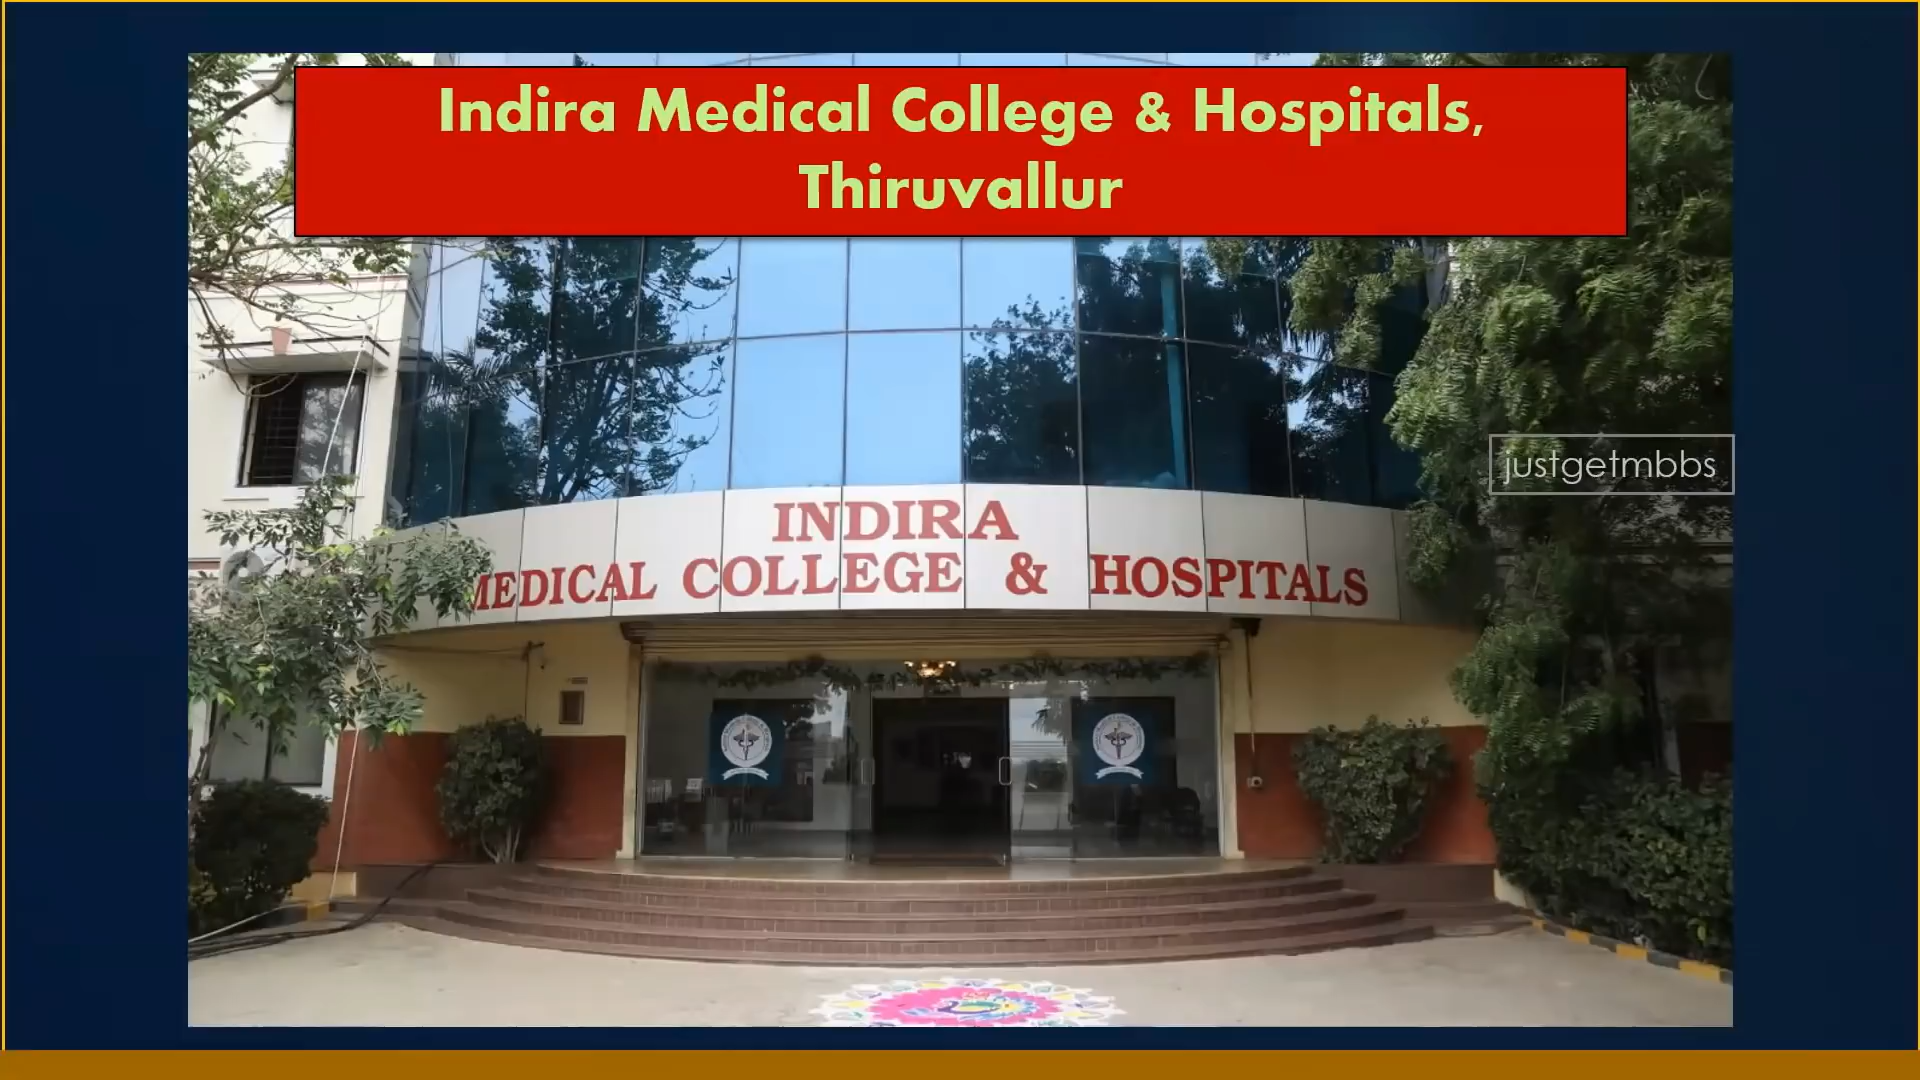 Indira Medical College & Hospitals,
Thiruvallur
justgetmbbs
INDIRA
MEDICAL COLLEGE & HOSPITALS